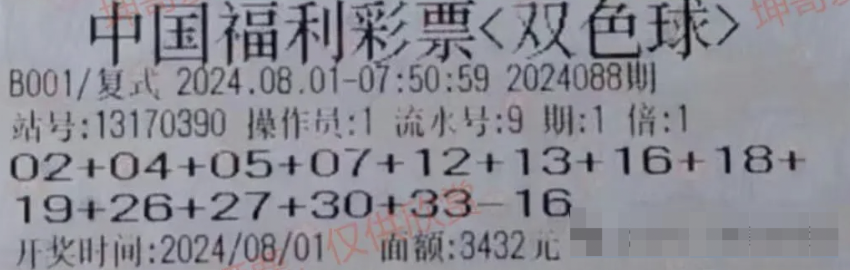 中国福利彩票<双色球>
B001/复式 2024.08.01-07:50:59 2024088期
站号:13170390 操作员:1 流水号:9 期:1 倍:1
02+04+05+07+12+13+16+18+
19+26+27+30+33-16
开奖时间:2024/08/01 面额:3432元